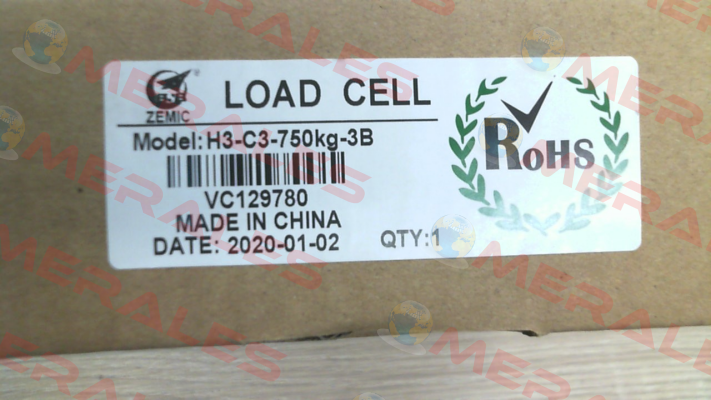 ZEMIC
®
LOAD CELL
Model: H3-C3-750kg-3B
VC129780
MADE IN CHINA
DATE: 2020-01-02 QTY:1
RoHS
MERALES